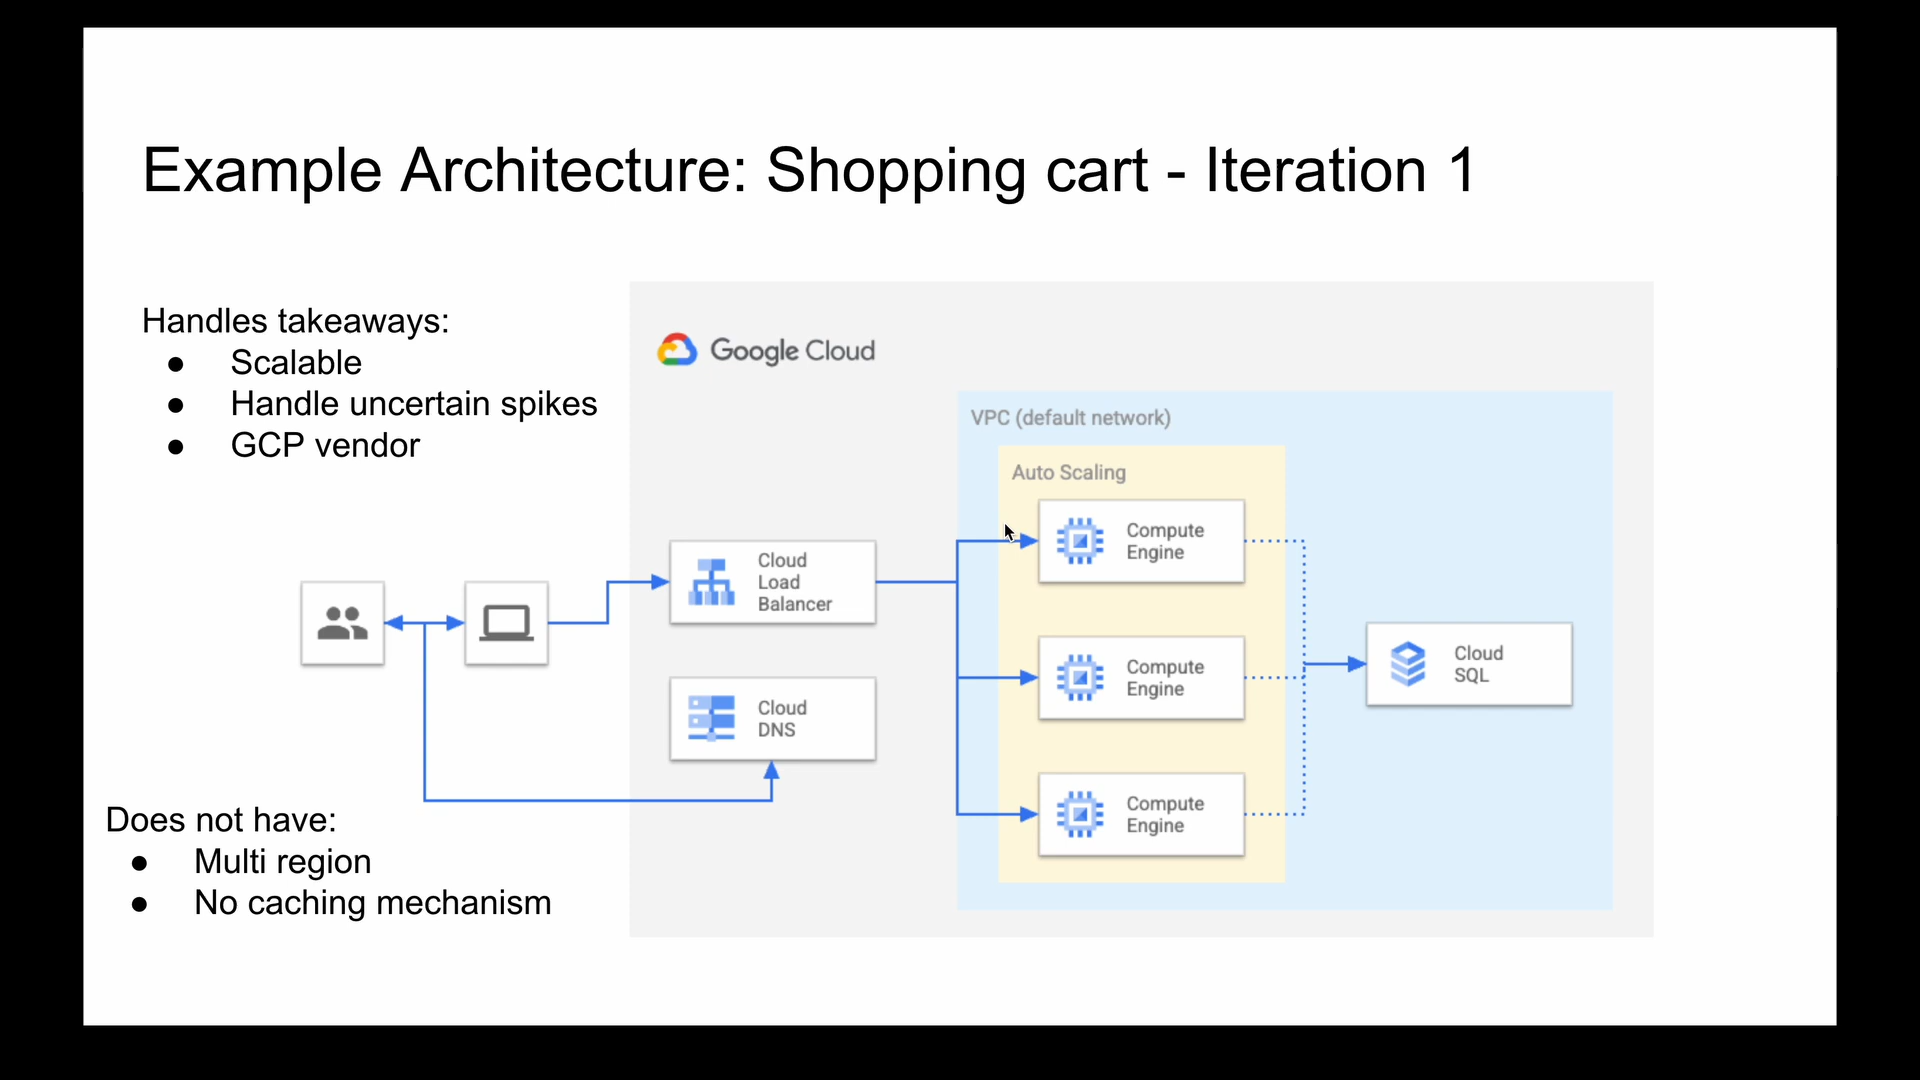 Example Architecture: Shopping cart - Iteration 1
Handles takeaways:
● Scalable
● Handle uncertain spikes
● GCP vendor
Google Cloud
VPC (default network)
Auto Scaling
Compute
Engine
Cloud
Load
Balancer
Compute
Engine
Cloud
SQL
Cloud
DNS
Compute
Engine
Does not have:
● Multi region
● No caching mechanism